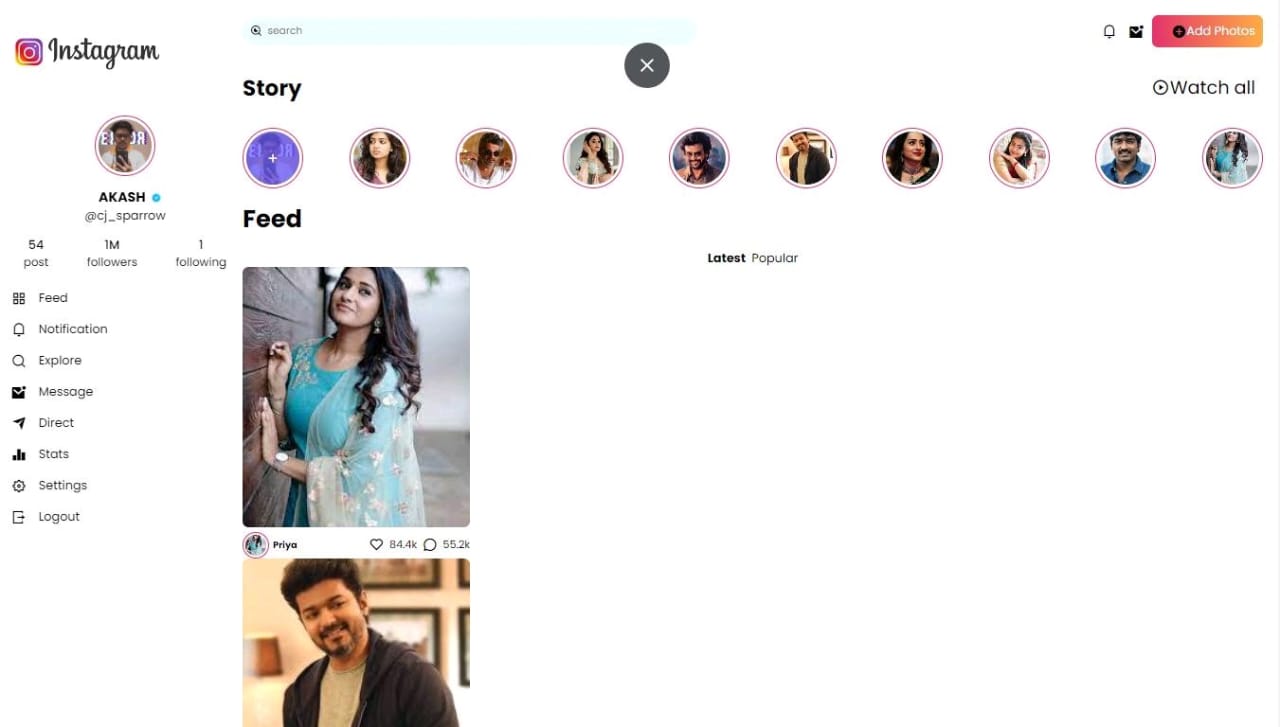 Instagram
search
Add Photos
Story
Watch all
AKASH
@cj_sparrow
54 1M 1
post followers following
Feed
Notification
Explore
Message
Direct
Stats
Settings
Logout
Feed
Latest Popular
Priya 84.4k 55.2k